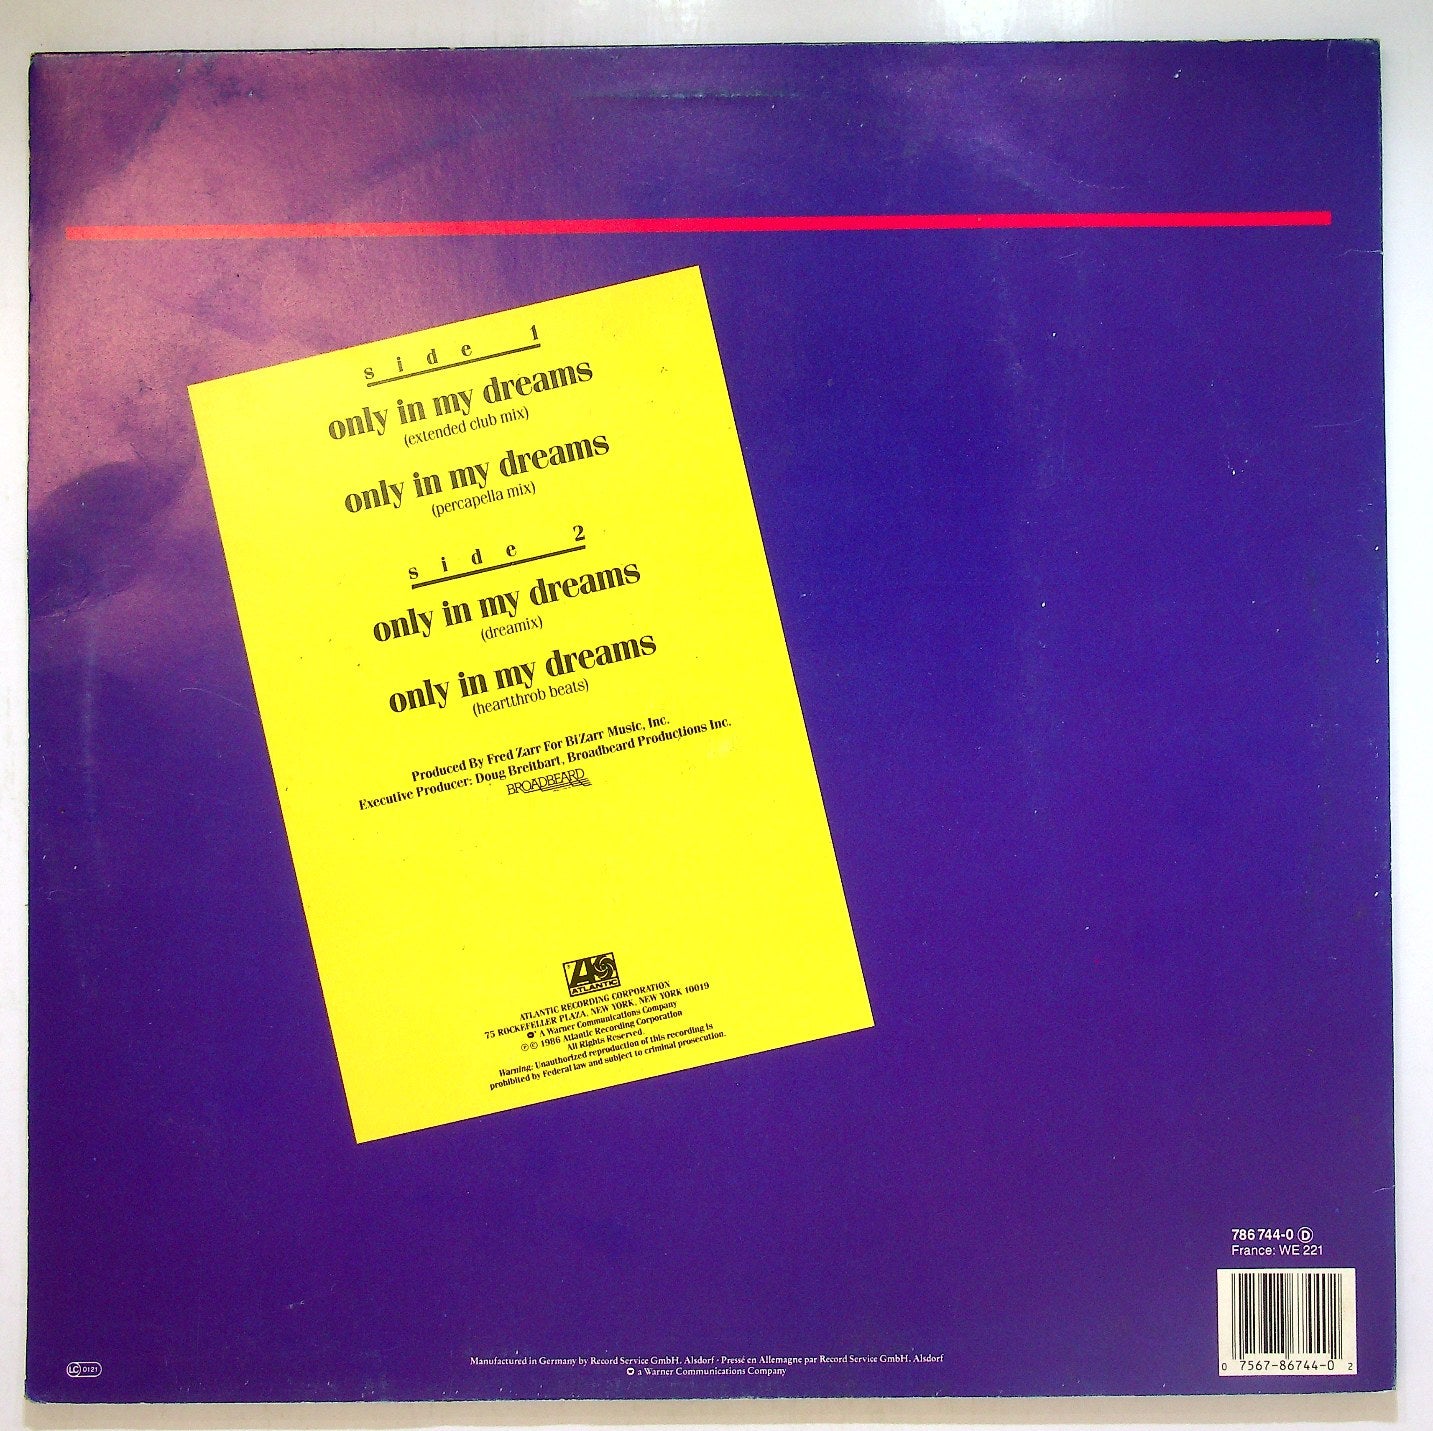 side 1
only in my dreams
(extended club mix)
only in my dreams
(percapella mix)
side 2
only in my dreams
(dreamix)
only in my dreams
(heartthrob beats)
Produced By Fred Zarr For BiZarr Music, Inc.
Executive Producer: Doug Breitbart, Broadbeard Productions Inc.
BROADBEARD
ATLANTIC
ATLANTIC RECORDING CORPORATION
75 ROCKEFELLER PLAZA, NEW YORK, NEW YORK 10019
A Warner Communications Company
℗ © 1986 Atlantic Recording Corporation
All Rights Reserved.
Warning: Unauthorized reproduction of this recording is
prohibited by Federal law and subject to criminal prosecution.
786 744-0 Ⓓ
France: WE 221
0 7567-86744-0 2
LC 0121
Manufactured in Germany by Record Service GmbH. Alsdorf · Pressé en Allemagne par Record Service GmbH. Alsdorf
a Warner Communications Company